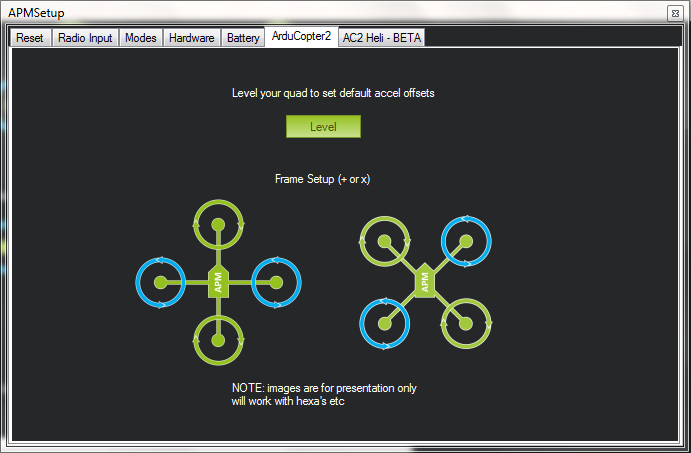 APMSetup
Reset Radio Input Modes Hardware Battery ArduCopter2 AC2 Heli - BETA
Level your quad to set default accel offsets
Level
Frame Setup (+ or x)
APM APM
NOTE: images are for presentation only
will work with hexa's etc